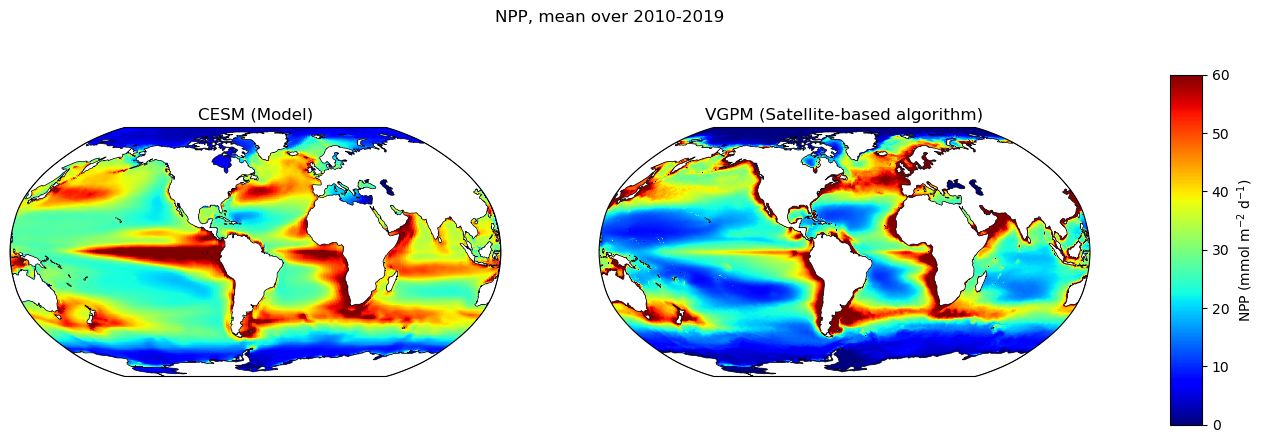 NPP, mean over 2010-2019
CESM (Model)
VGPM (Satellite-based algorithm)
60
50
40
30
20
10
0
NPP (mmol m⁻² d⁻¹)